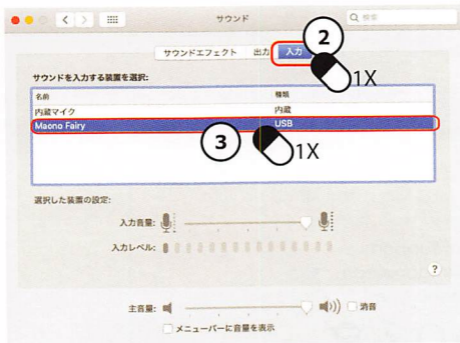 サウンド
検索
サウンドエフェクト 出力 入力
2
1X
サウンドを入力する装置を選択:
名前 種類
内蔵マイク 内蔵
Maono Fairy USB
3
1X
選択した装置の設定:
入力音量:
入力レベル:
?
主音量: 消音
メニューバーに音量を表示